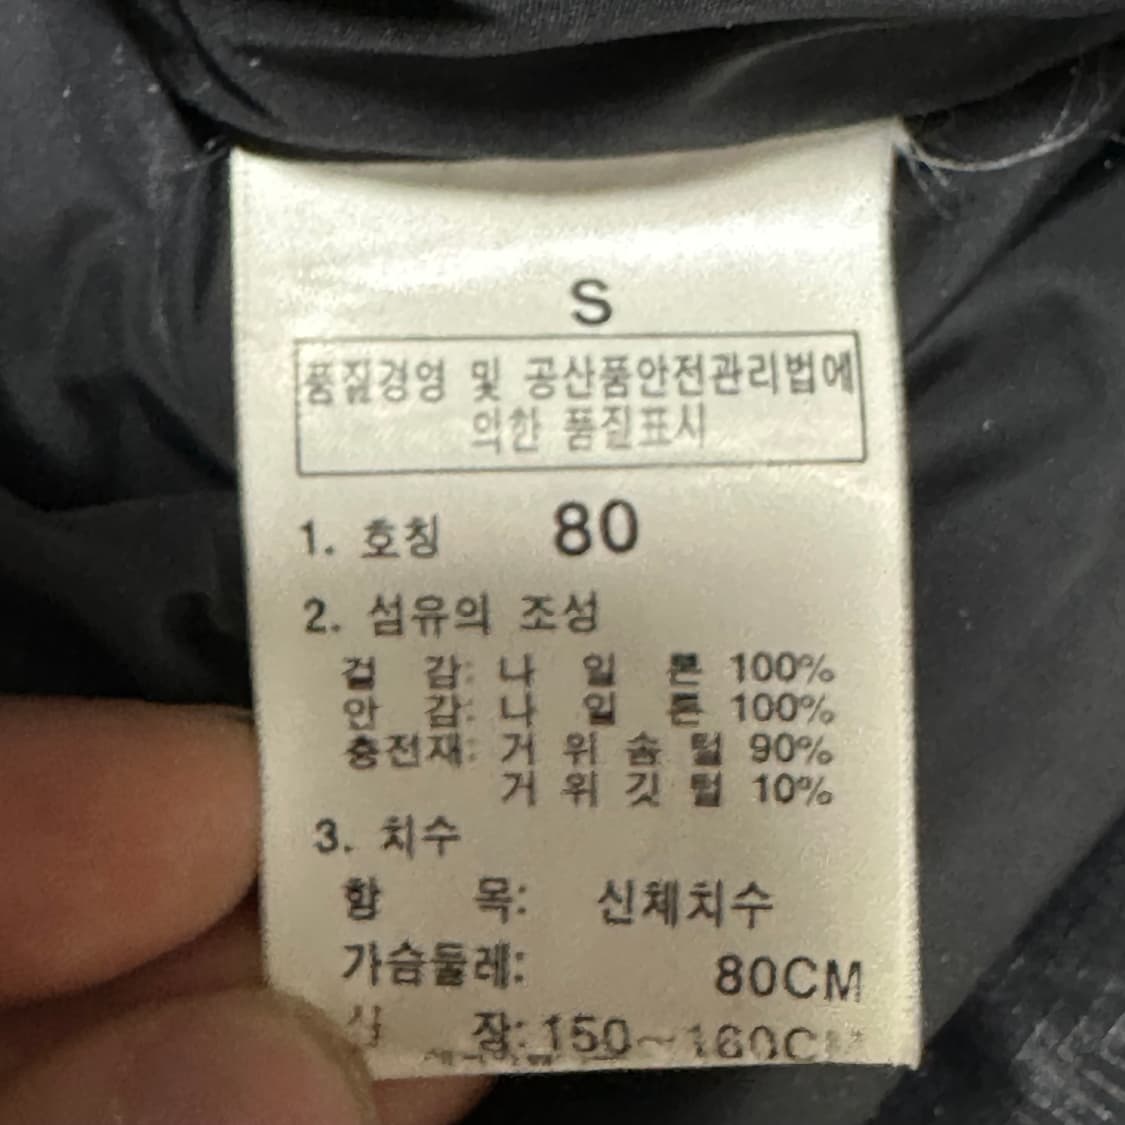 S
품질경영 및 공산품안전관리법에
의한 품질표시
1. 호칭 80
2. 섬유의 조성
겉 감: 나 일 론 100%
안 감: 나 일 론 100%
충전재: 거 위 솜 털 90%
거 위 깃 털 10%
3. 치수
항 목: 신체치수
가슴둘레: 80CM
신 장: 150~160CM